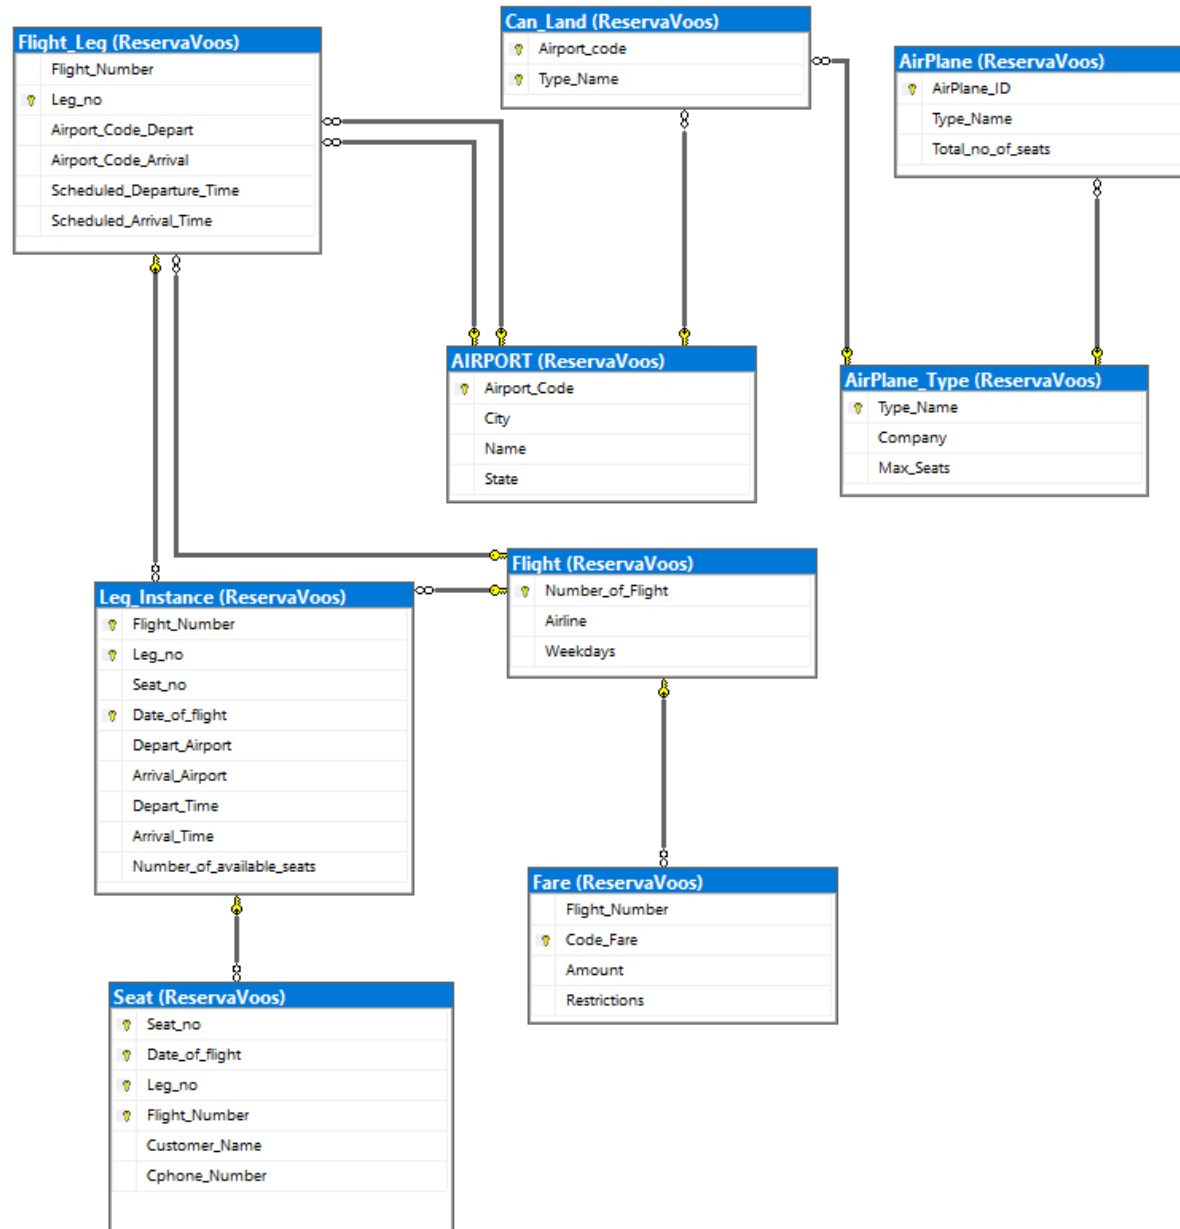 Flight_Leg (ReservaVoos)
Flight_Number
Leg_no
Airport_Code_Depart
Airport_Code_Arrival
Scheduled_Departure_Time
Scheduled_Arrival_Time
Can_Land (ReservaVoos)
Airport_code
Type_Name
AirPlane (ReservaVoos)
AirPlane_ID
Type_Name
Total_no_of_seats
AIRPORT (ReservaVoos)
Airport_Code
City
Name
State
AirPlane_Type (ReservaVoos)
Type_Name
Company
Max_Seats
Flight (ReservaVoos)
Number_of_Flight
Airline
Weekdays
Leg_Instance (ReservaVoos)
Flight_Number
Leg_no
Seat_no
Date_of_flight
Depart_Airport
Arrival_Airport
Depart_Time
Arrival_Time
Number_of_available_seats
Fare (ReservaVoos)
Flight_Number
Code_Fare
Amount
Restrictions
Seat (ReservaVoos)
Seat_no
Date_of_flight
Leg_no
Flight_Number
Customer_Name
Cphone_Number